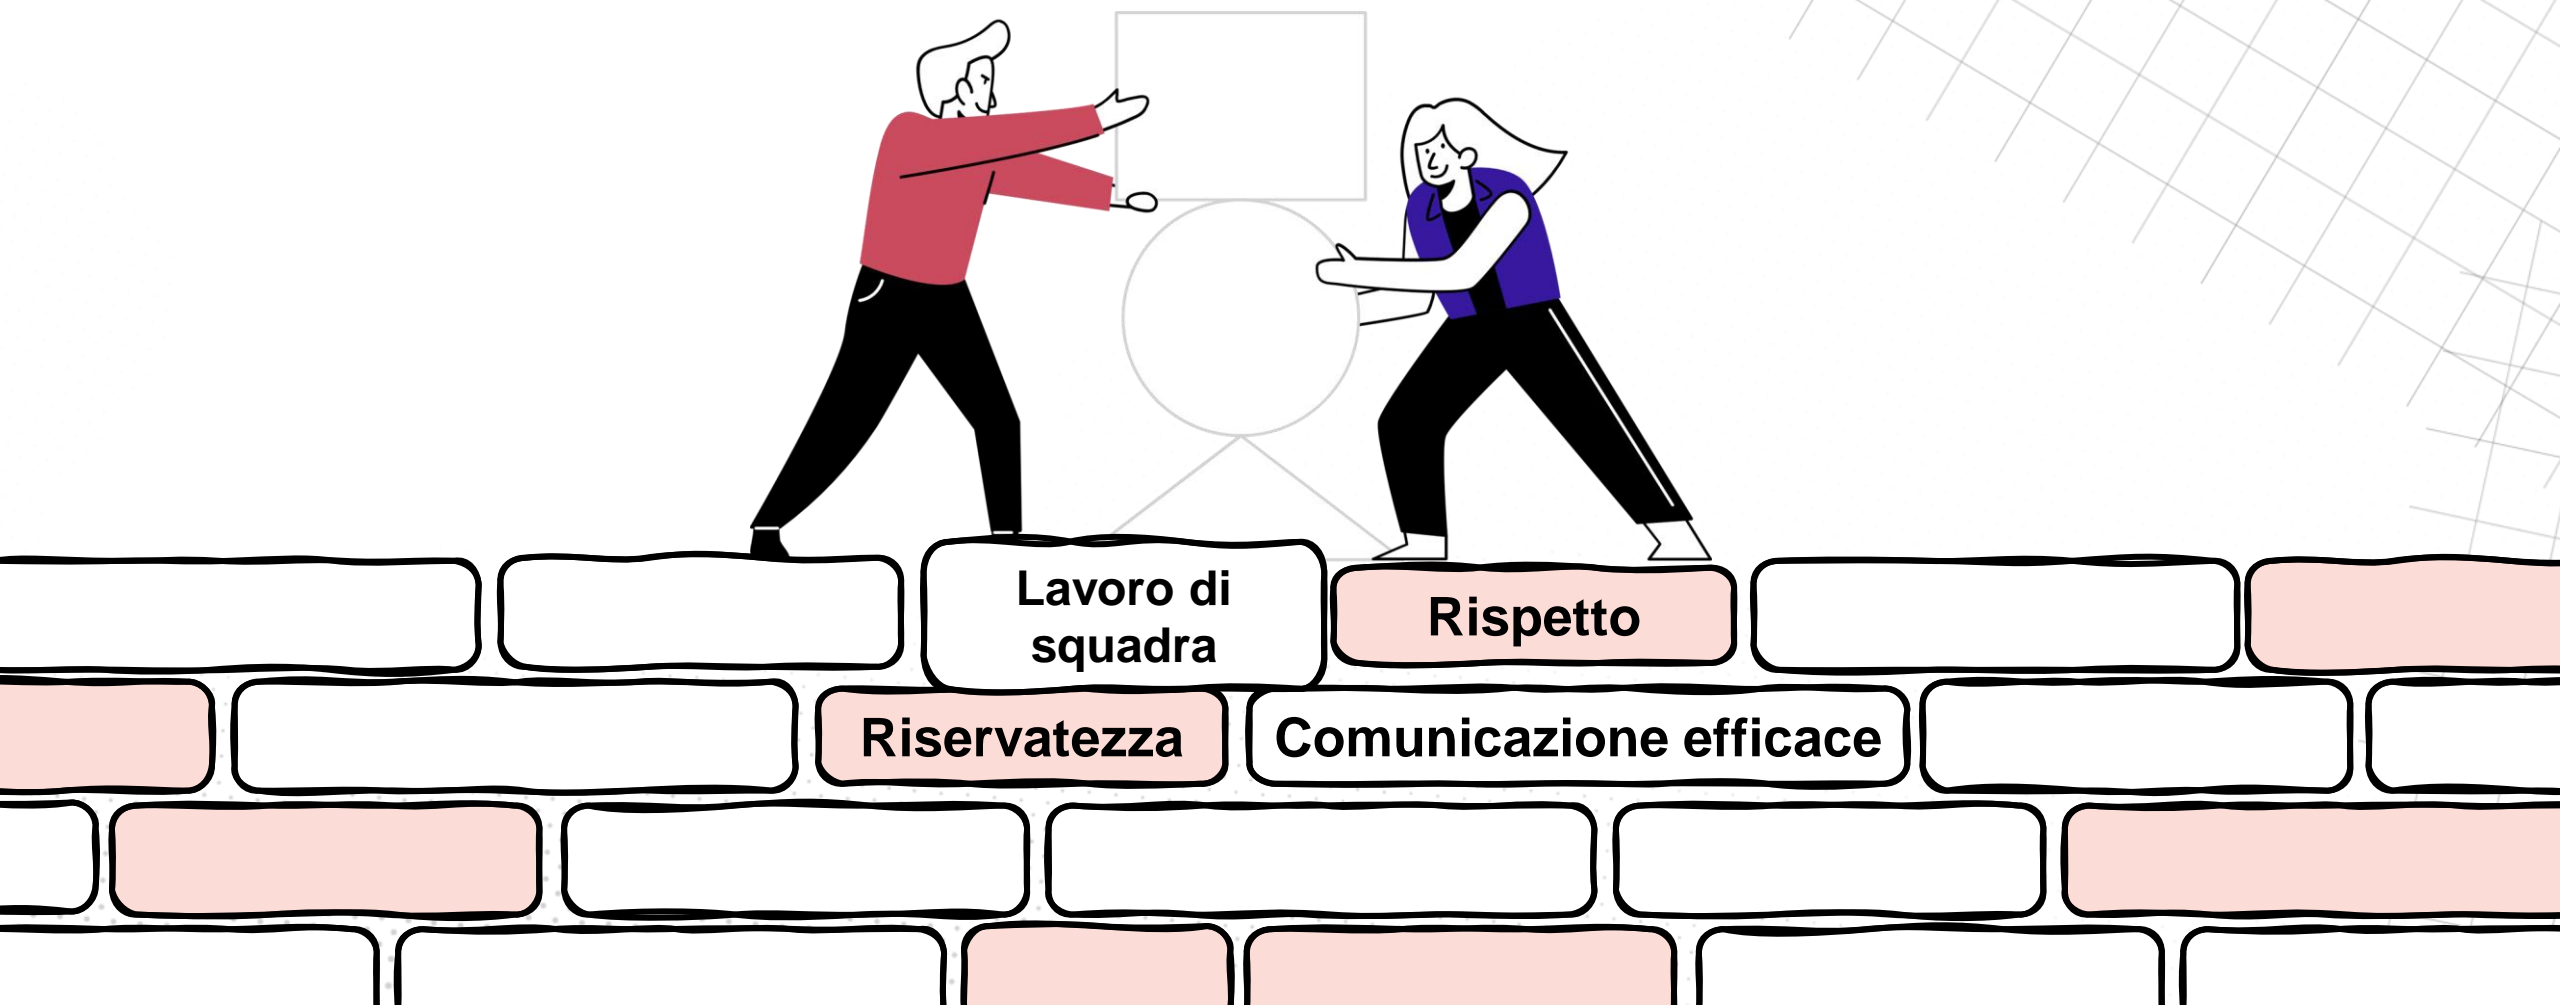 Lavoro di
squadra
Rispetto
Riservatezza
Comunicazione efficace